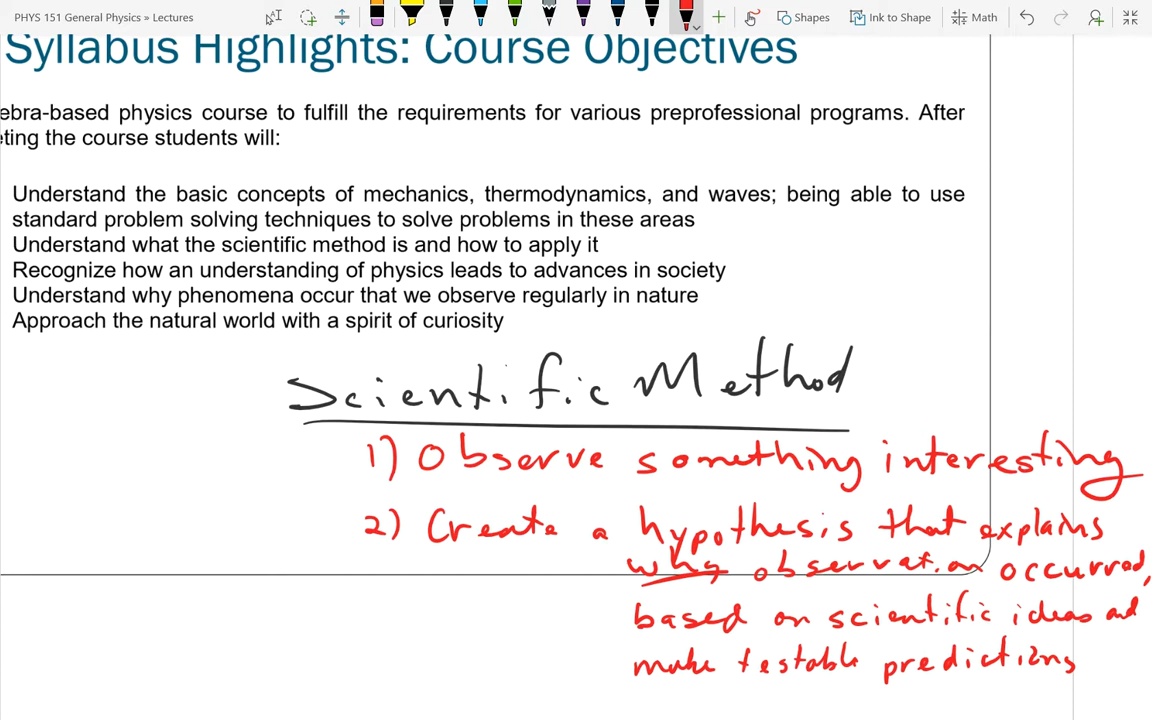 PHYS 151 General Physics » Lectures
Shapes
Ink to Shape
Math
Syllabus Highlights: Course Objectives
ebra-based physics course to fulfill the requirements for various preprofessional programs. After
eting the course students will:
Understand the basic concepts of mechanics, thermodynamics, and waves; being able to use
standard problem solving techniques to solve problems in these areas
Understand what the scientific method is and how to apply it
Recognize how an understanding of physics leads to advances in society
Understand why phenomena occur that we observe regularly in nature
Approach the natural world with a spirit of curiosity
Scientific Method
1) Observe something interesting
2) Create a hypothesis that explains
why observation occurred,
based on scientific ideas and
make testable predictions